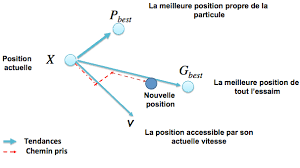 La meilleure position propre de la
particule
P best
Position
actuelle
X
G best
La meilleure position de
tout l'essaim
Nouvelle
position
V
La position accessible par son
actuelle vitesse
Tendances
Chemin pris